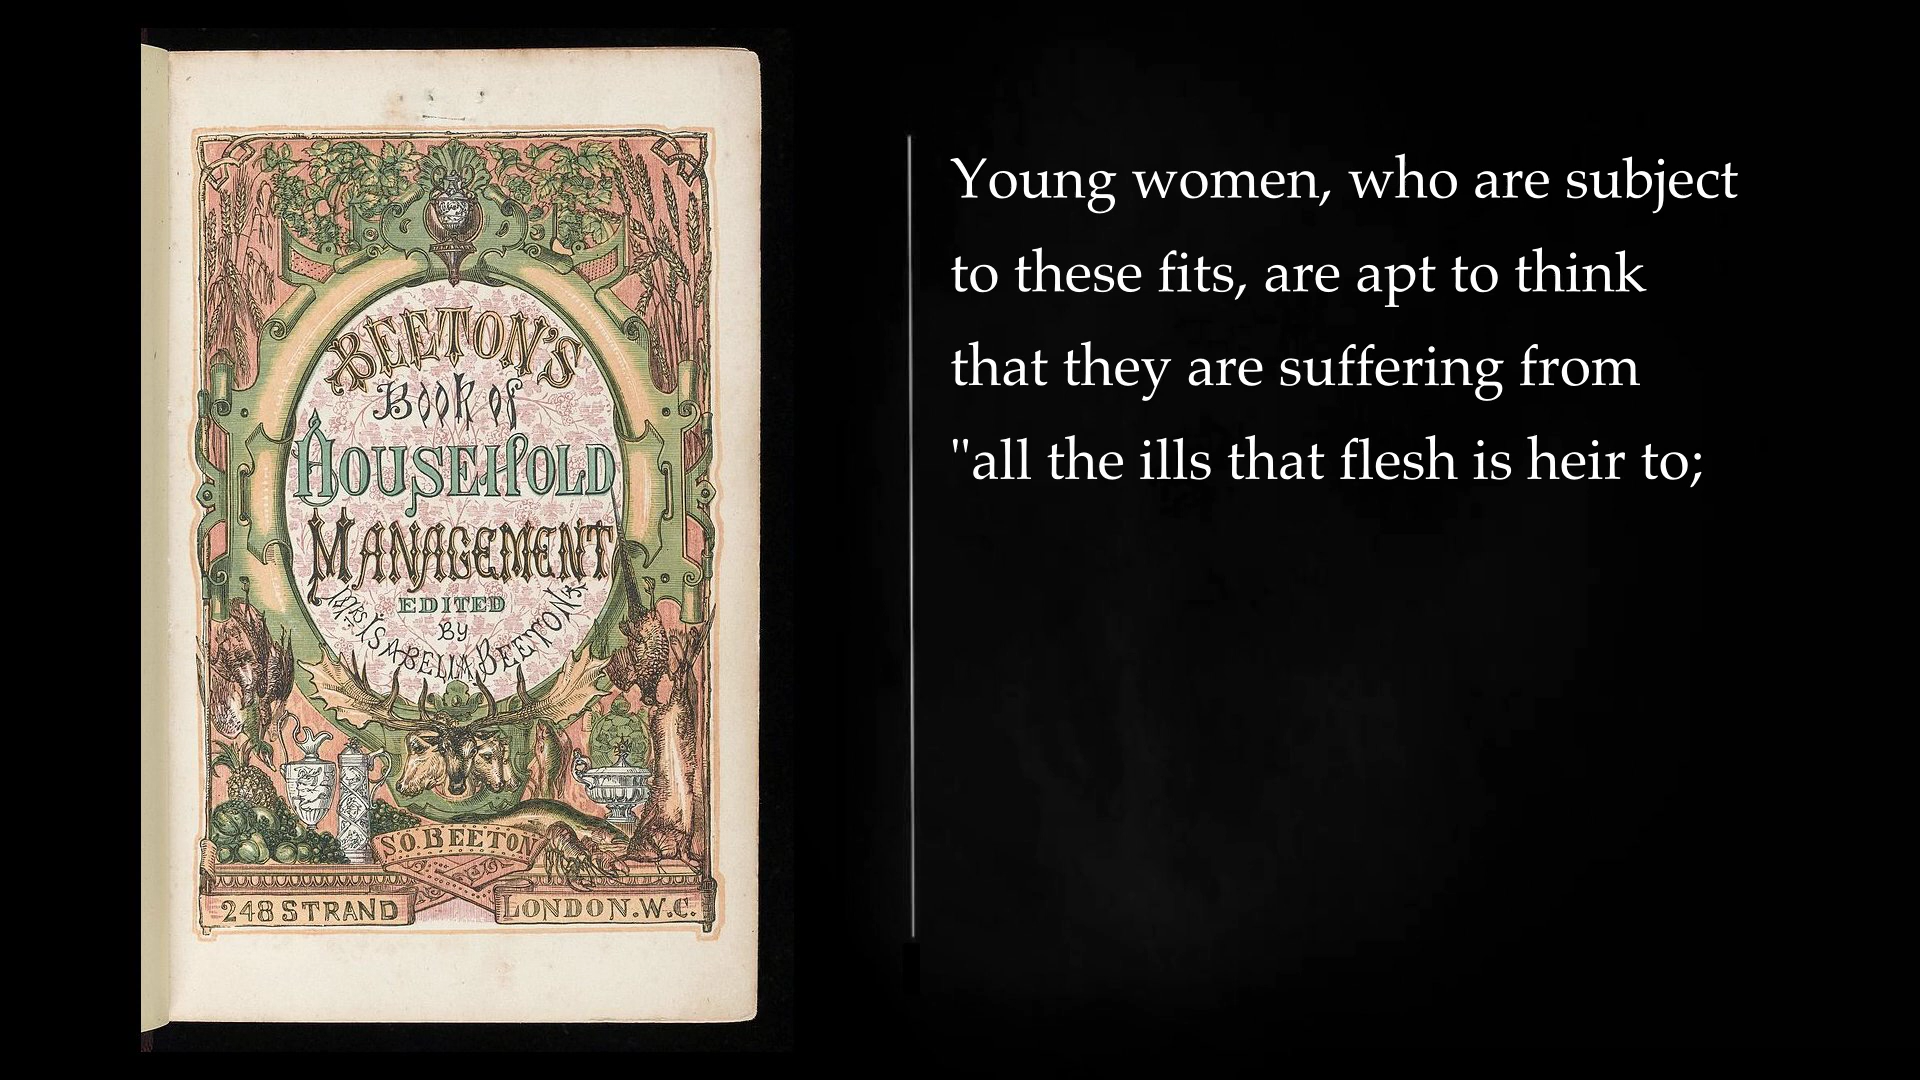 BEETON'S
Book of
HOUSEHOLD
MANAGEMENT
EDITED
BY
MRS ISABELLA BEETON
S.O. BEETON
248 STRAND
LONDON.W.C.
Young women, who are subject
to these fits, are apt to think
that they are suffering from
"all the ills that flesh is heir to;